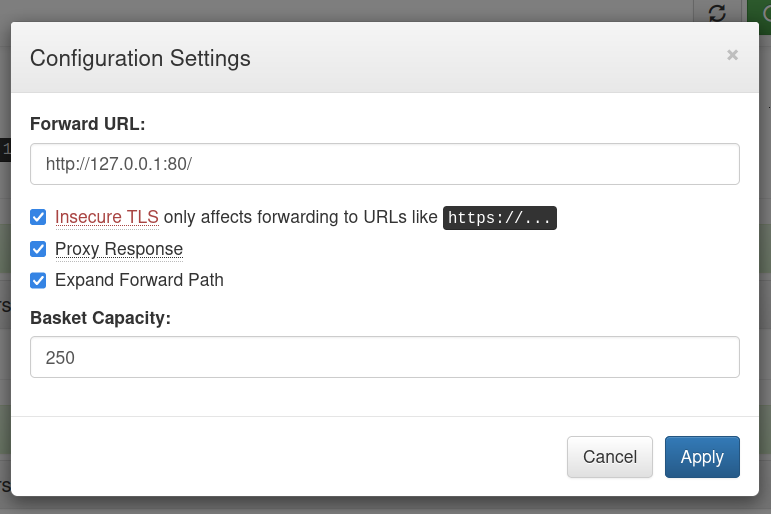 Configuration Settings
×
Forward URL:
1
http://127.0.0.1:80/
Insecure TLS only affects forwarding to URLs like https://...
Proxy Response
Expand Forward Path
Basket Capacity:
250
Cancel
Apply